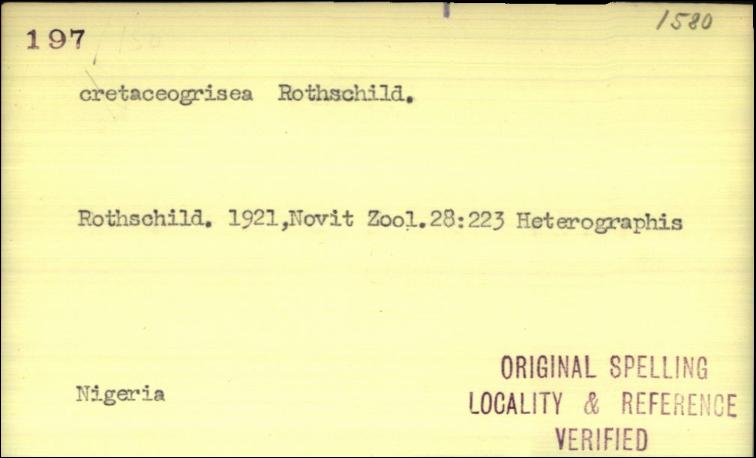 1580
197
cretaceogrisea Rothschild.
Rothschild. 1921,Novit Zool.28:223 Heterographis
Nigeria
ORIGINAL SPELLING
LOCALITY & REFERENCE
VERIFIED